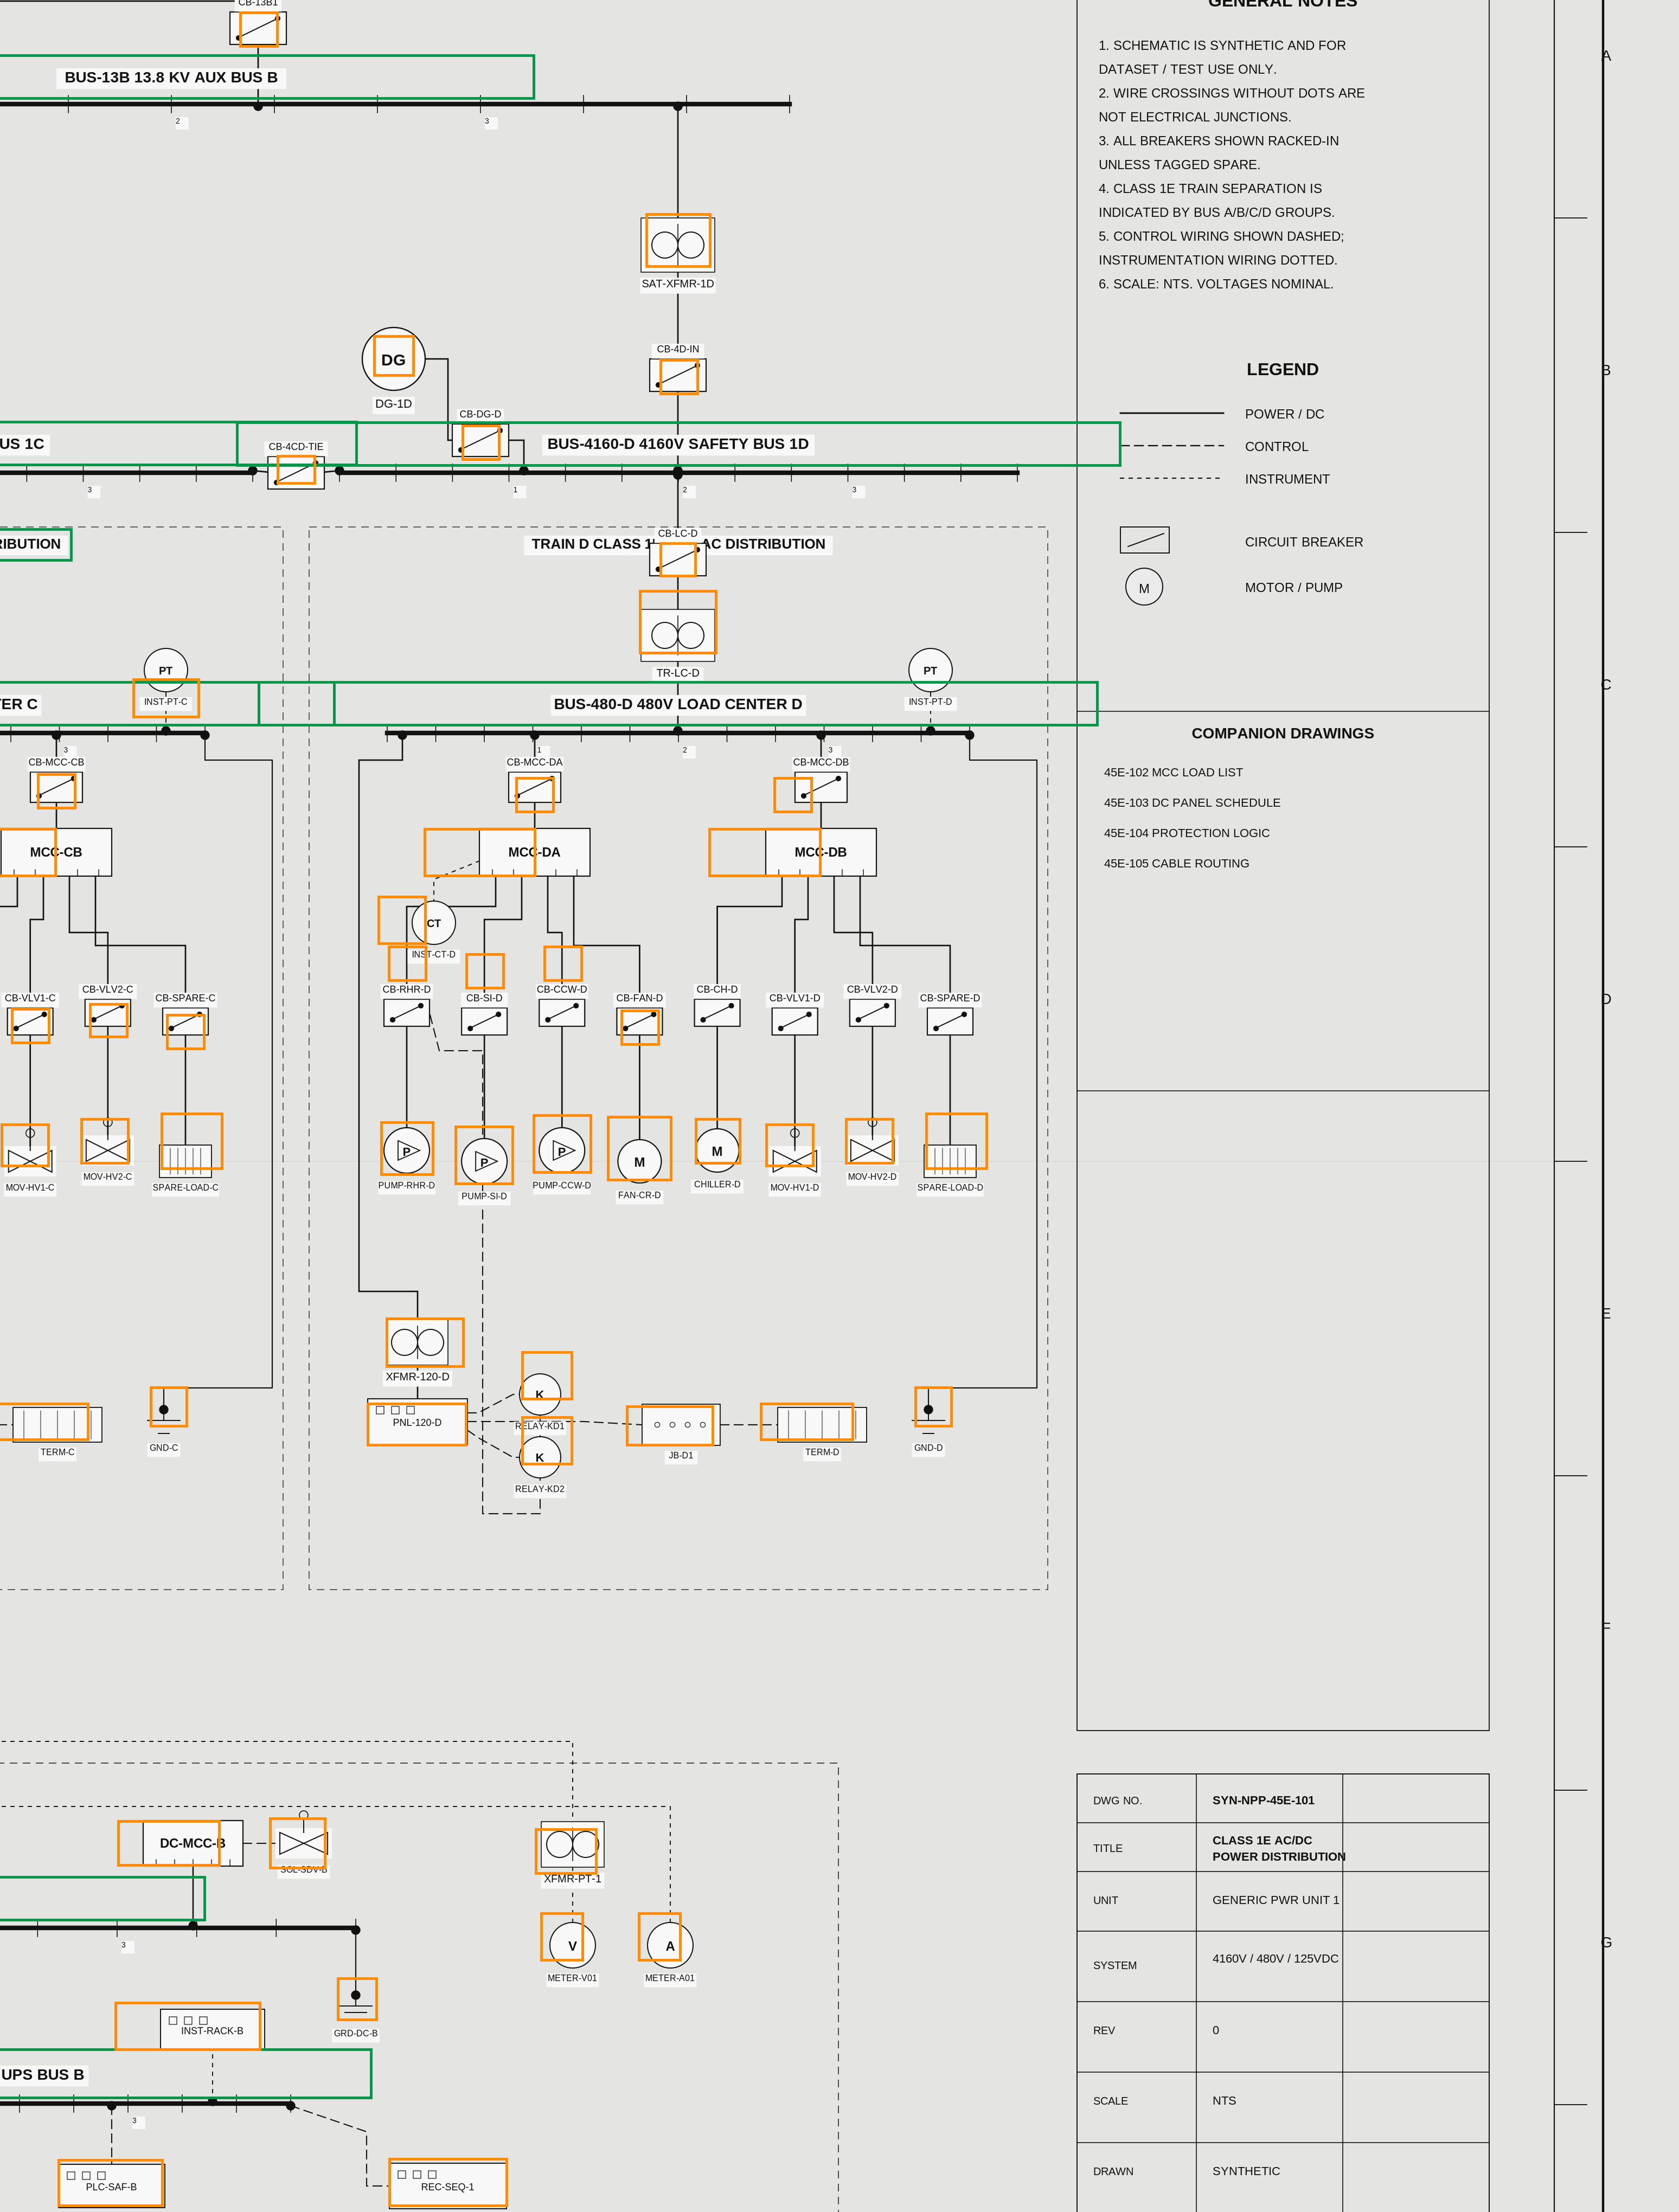 CB-13B1
BUS-13B 13.8 KV AUX BUS B
2
3
SAT-XFMR-1D
DG
DG-1D
CB-4D-IN
CB-DG-D
US 1C
CB-4CD-TIE
BUS-4160-D 4160V SAFETY BUS 1D
3
1
2
3
RIBUTION
CB-LC-D
TRAIN D CLASS 1
AC DISTRIBUTION
TR-LC-D
PT
INST-PT-C
PT
INST-PT-D
TER C
BUS-480-D 480V LOAD CENTER D
3
1
2
3
CB-MCC-CB
CB-MCC-DA
CB-MCC-DB
MCC-CB
MCC-DA
MCC-DB
CT
INST-CT-D
CB-VLV1-C
CB-VLV2-C
CB-SPARE-C
CB-RHR-D
CB-SI-D
CB-CCW-D
CB-FAN-D
CB-CH-D
CB-VLV1-D
CB-VLV2-D
CB-SPARE-D
P
P
P
M
M
MOV-HV1-C
MOV-HV2-C
SPARE-LOAD-C
PUMP-RHR-D
PUMP-SI-D
PUMP-CCW-D
FAN-CR-D
CHILLER-D
MOV-HV1-D
MOV-HV2-D
SPARE-LOAD-D
XFMR-120-D
PNL-120-D
K
RELAY-KD1
K
RELAY-KD2
TERM-C
GND-C
JB-D1
TERM-D
GND-D
DC-MCC-B
SOL-SDV-B
XFMR-PT-1
3
V
METER-V01
A
METER-A01
INST-RACK-B
GRD-DC-B
UPS BUS B
3
PLC-SAF-B
REC-SEQ-1
GENERAL NOTES
1. SCHEMATIC IS SYNTHETIC AND FOR
DATASET / TEST USE ONLY.
2. WIRE CROSSINGS WITHOUT DOTS ARE
NOT ELECTRICAL JUNCTIONS.
3. ALL BREAKERS SHOWN RACKED-IN
UNLESS TAGGED SPARE.
4. CLASS 1E TRAIN SEPARATION IS
INDICATED BY BUS A/B/C/D GROUPS.
5. CONTROL WIRING SHOWN DASHED;
INSTRUMENTATION WIRING DOTTED.
6. SCALE: NTS. VOLTAGES NOMINAL.
LEGEND
POWER / DC
CONTROL
INSTRUMENT
CIRCUIT BREAKER
M
MOTOR / PUMP
COMPANION DRAWINGS
45E-102 MCC LOAD LIST
45E-103 DC PANEL SCHEDULE
45E-104 PROTECTION LOGIC
45E-105 CABLE ROUTING
DWG NO.
SYN-NPP-45E-101
TITLE
CLASS 1E AC/DC
POWER DISTRIBUTION
UNIT
GENERIC PWR UNIT 1
SYSTEM
4160V / 480V / 125VDC
REV
0
SCALE
NTS
DRAWN
SYNTHETIC
A
B
C
D
E
F
G